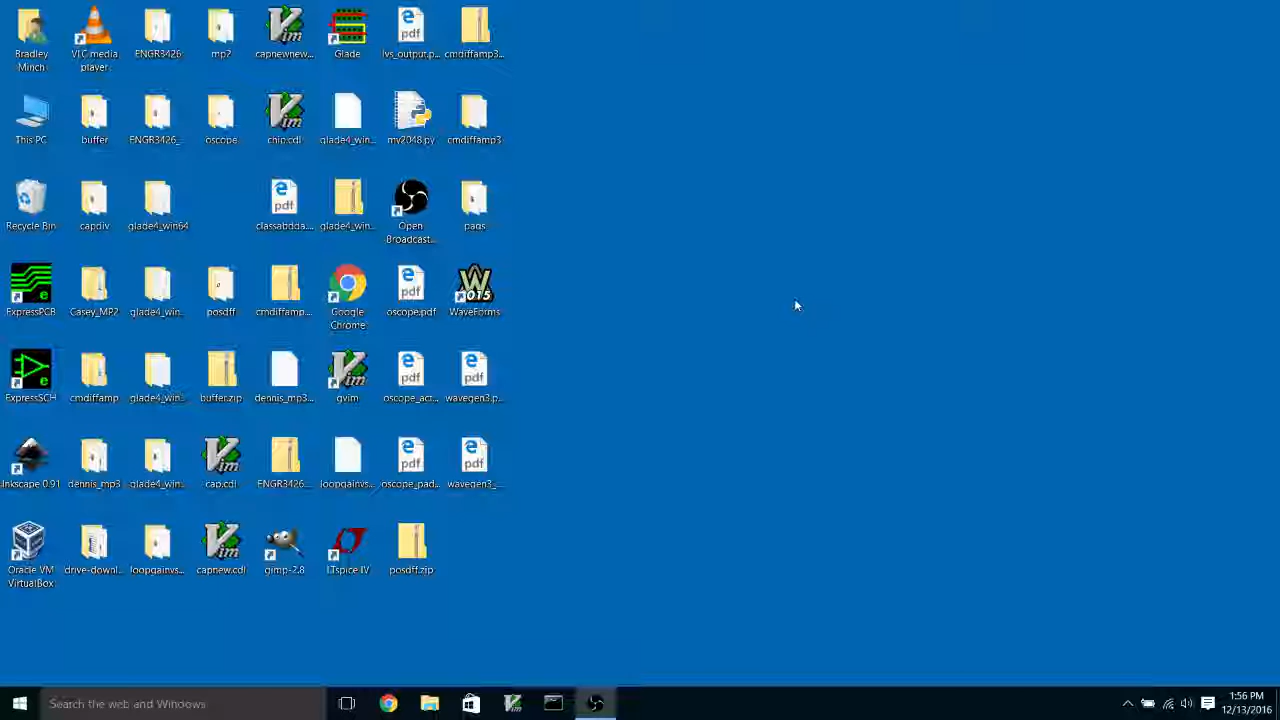 Bradley Minch
VLC media player
ENGR3426
mp2
capnewnew...
Glade
lvs_output.p...
cmdiffamp3...
This PC
buffer
ENGR3426_
oscope
chip.cdl
glade4_win...
mv2048.py
cmdiffamp3
Recycle Bin
capdiv
glade4_win64
classabdda....
glade4_win...
Open Broadcast...
paqs
ExpressPCB
Casey_MP2
glade4_win...
posdff
cmdiffamp...
Google Chrome
oscope.pdf
WaveForms
ExpressSCH
cmdiffamp
glade4_win...
buffer.zip
dennis_mp3...
gvim
oscope_act...
wavegen3.p...
Inkscape 0.91
dennis_mp3
glade4_win...
cap.cdl
ENGR3426...
loopgainvs...
oscope_pad...
wavegen3_...
Oracle VM VirtualBox
drive-downl...
loopgainvs...
capnew.cdl
gimp-2.8
LTspice IV
posdff.zip
Search the web and Windows
1:56 PM
12/13/2016